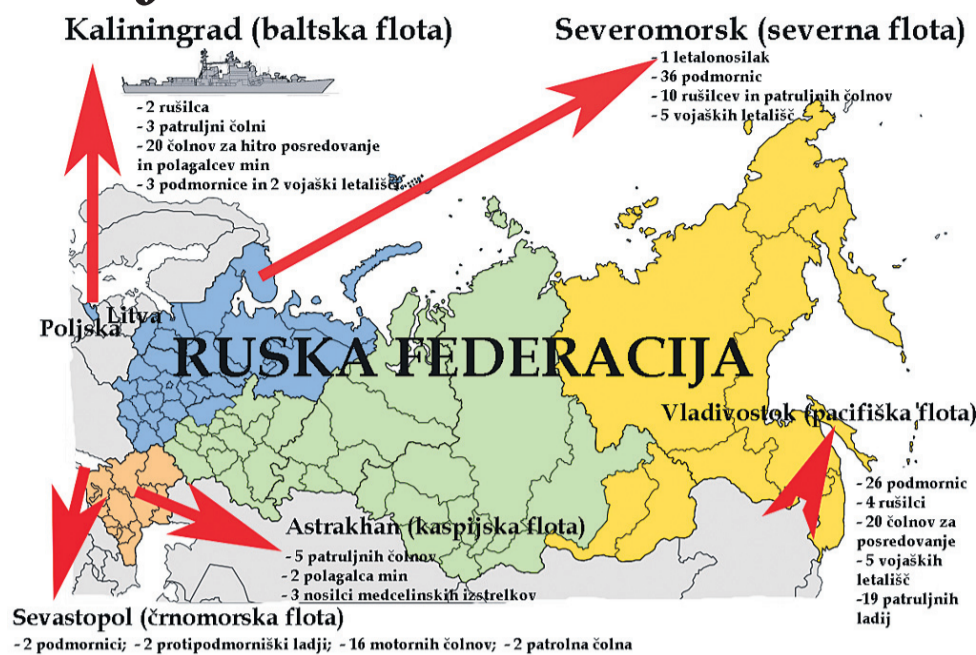 Kaliningrad (baltska flota)
- 2 rušilca
- 3 patruljni čolni
- 20 čolnov za hitro posredovanje
in polagalcev min
- 3 podmornice in 2 vojaški letališči
Severomorsk (severna flota)
- 1 letalonosilak
- 36 podmornic
- 10 rušilcev in patruljnih čolnov
- 5 vojaških letališč
Litva
Poljska
RUSKA FEDERACIJA
Vladivostok (pacifiška flota)
- 26 podmornic
- 4 rušilci
- 20 čolnov za
posredovanje
- 5 vojaških
letališč
-19 patruljnih
ladij
Astrakhan (kaspijska flota)
- 5 patruljnih čolnov
- 2 polagalca min
- 3 nosilci medcelinskih izstrelkov
Sevastopol (črnomorska flota)
- 2 podmornici; - 2 protipodmorniški ladji; - 16 motornih čolnov; - 2 patrolna čolna